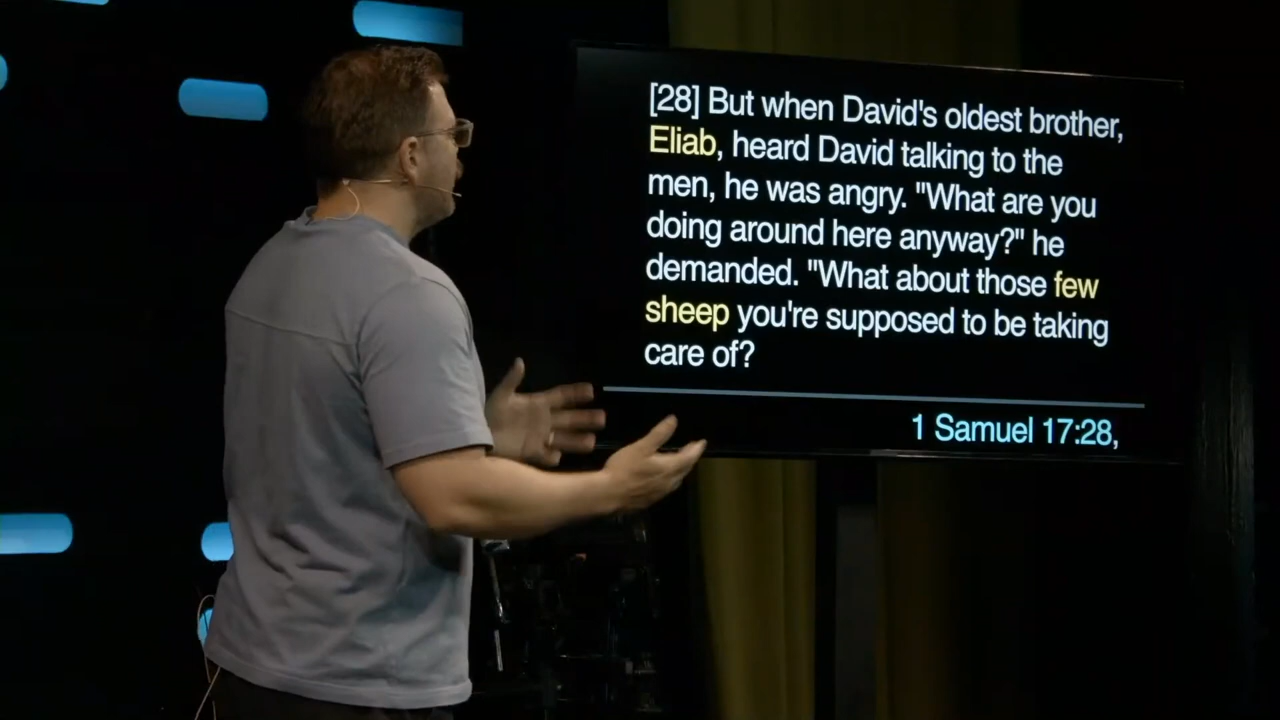 [28] But when David's oldest brother,
Eliab, heard David talking to the
men, he was angry. "What are you
doing around here anyway?" he
demanded. "What about those few
sheep you're supposed to be taking
care of?
1 Samuel 17:28,